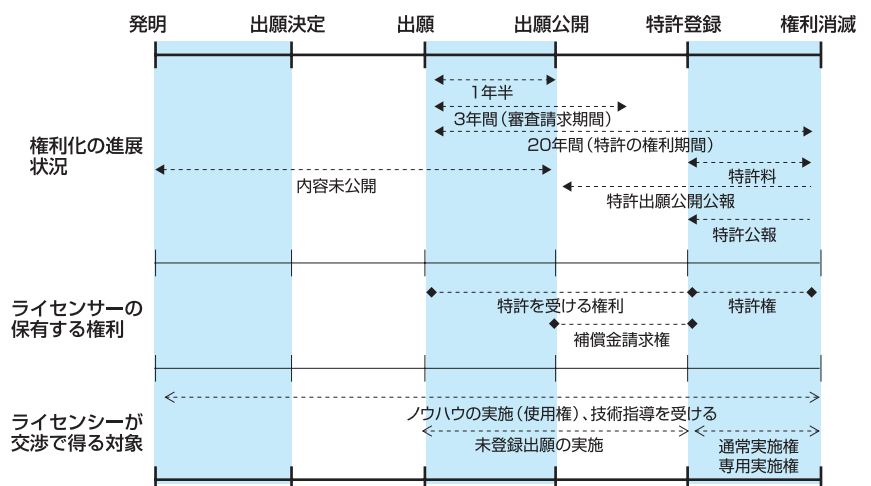 発明 出願決定 出願 出願公開 特許登録 権利消滅
1年半
3年間（審査請求期間）
20年間（特許の権利期間）
権利化の進展
状況
特許料
内容未公開
特許出願公開公報
特許公報
ライセンサーの
保有する権利
特許を受ける権利 特許権
補償金請求権
ライセンシーが
交渉で得る対象
ノウハウの実施（使用権）、技術指導を受ける
未登録出願の実施 通常実施権
専用実施権